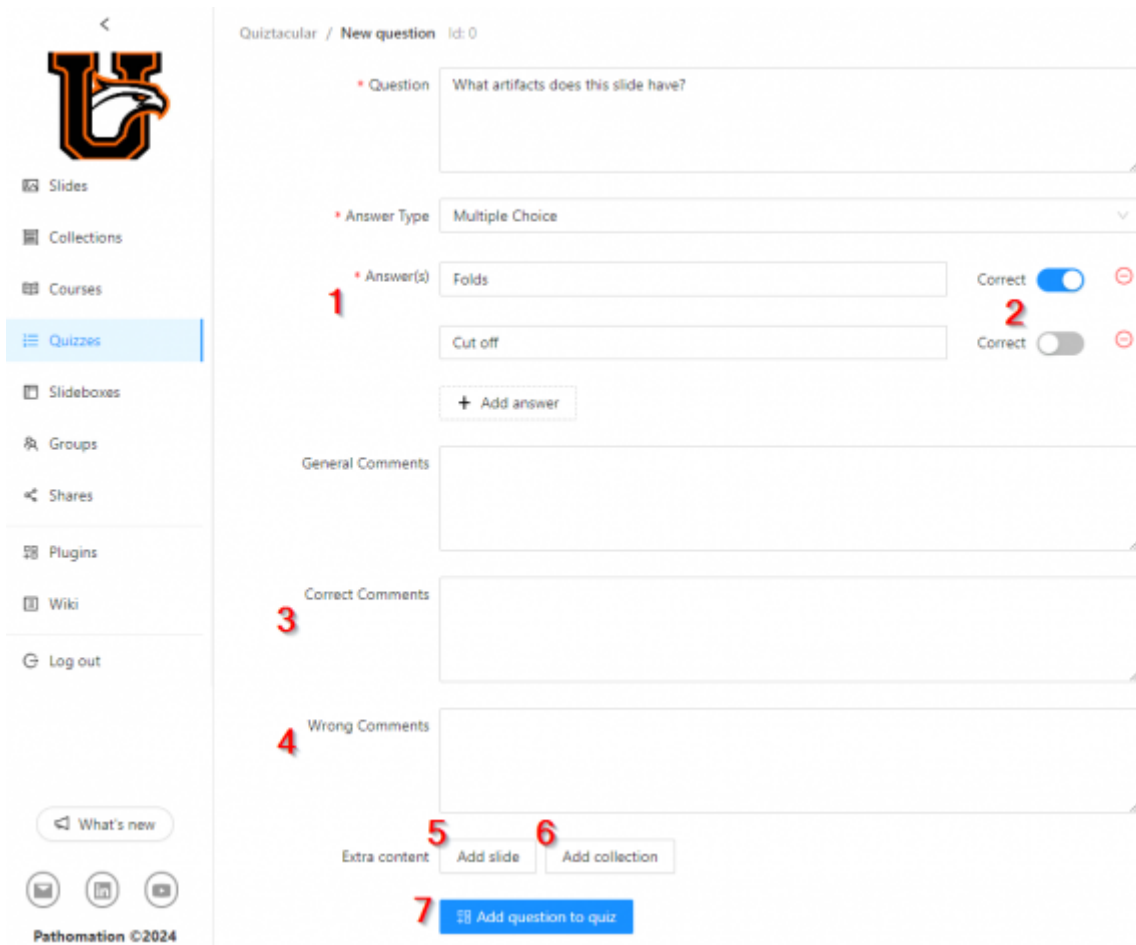 Quiztacular / New question Id: 0
U
Slides
Collections
Courses
Quizzes
Slideboxes
Groups
Shares
Plugins
Wiki
Log out
What's new
in
Pathomation ©2024
* Question What artifacts does this slide have?
* Answer Type Multiple Choice
* Answer(s) Folds Correct
1 2
Cut off Correct
+ Add answer
General Comments
Correct Comments
3
Wrong Comments
4
5 6
Extra content Add slide Add collection
7 Add question to quiz